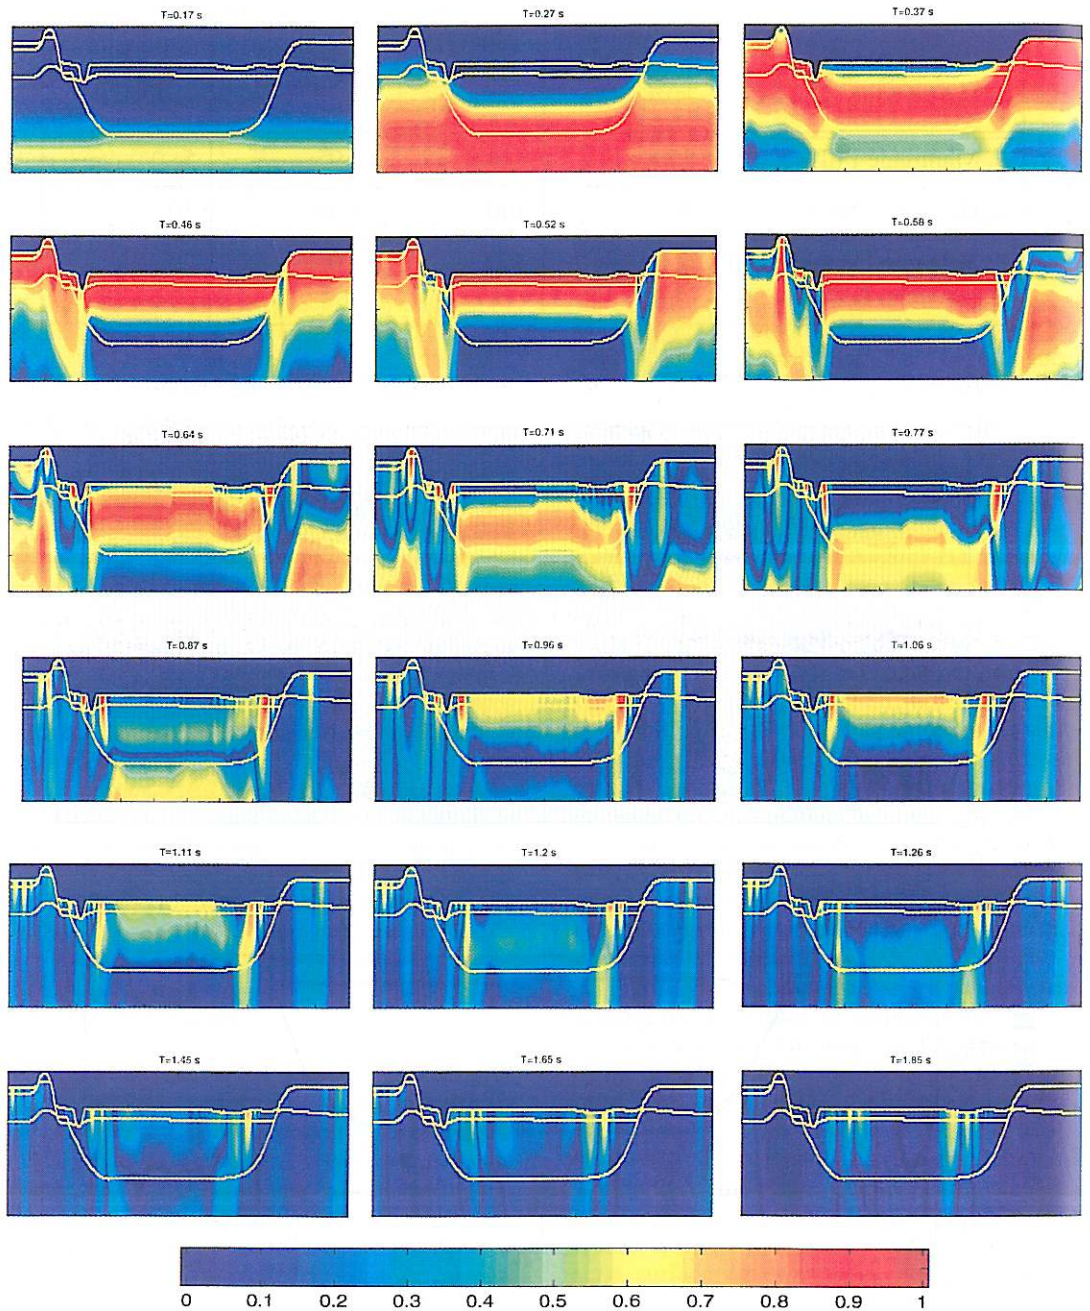 T=0.17 s
T=0.27 s
T=0.37 s
T=0.46 s
T=0.52 s
T=0.58 s
T=0.64 s
T=0.71 s
T=0.77 s
T=0.87 s
T=0.96 s
T=1.06 s
T=1.11 s
T=1.2 s
T=1.26 s
T=1.45 s
T=1.65 s
T=1.85 s
0 0.1 0.2 0.3 0.4 0.5 0.6 0.7 0.8 0.9 1